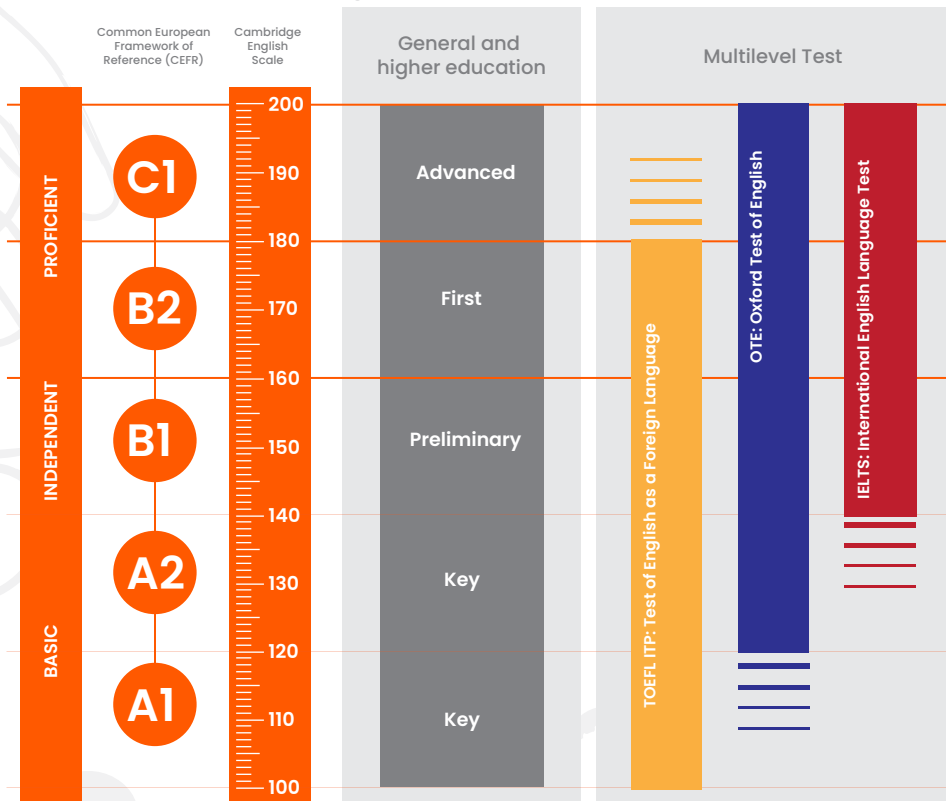 Common European
Framework of
Reference (CEFR)
Cambridge
English
Scale
General and
higher education
Multilevel Test
PROFICIENT
INDEPENDENT
BASIC
C1
B2
B1
A2
A1
200
190
180
170
160
150
140
130
120
110
100
Advanced
First
Preliminary
Key
Key
TOEFL ITP: Test of English as a Foreign Language
OTE: Oxford Test of English
IELTS: International English Language Test